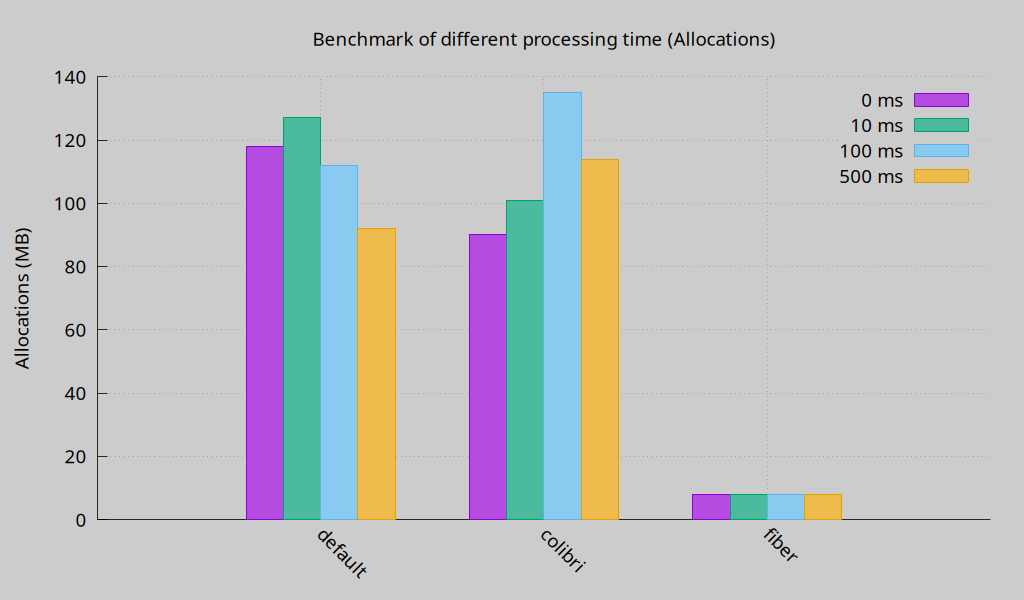 Benchmark of different processing time (Allocations)
140
120
100
80
60
40
20
0
Allocations (MB)
0 ms
10 ms
100 ms
500 ms
default
colibri
fiber